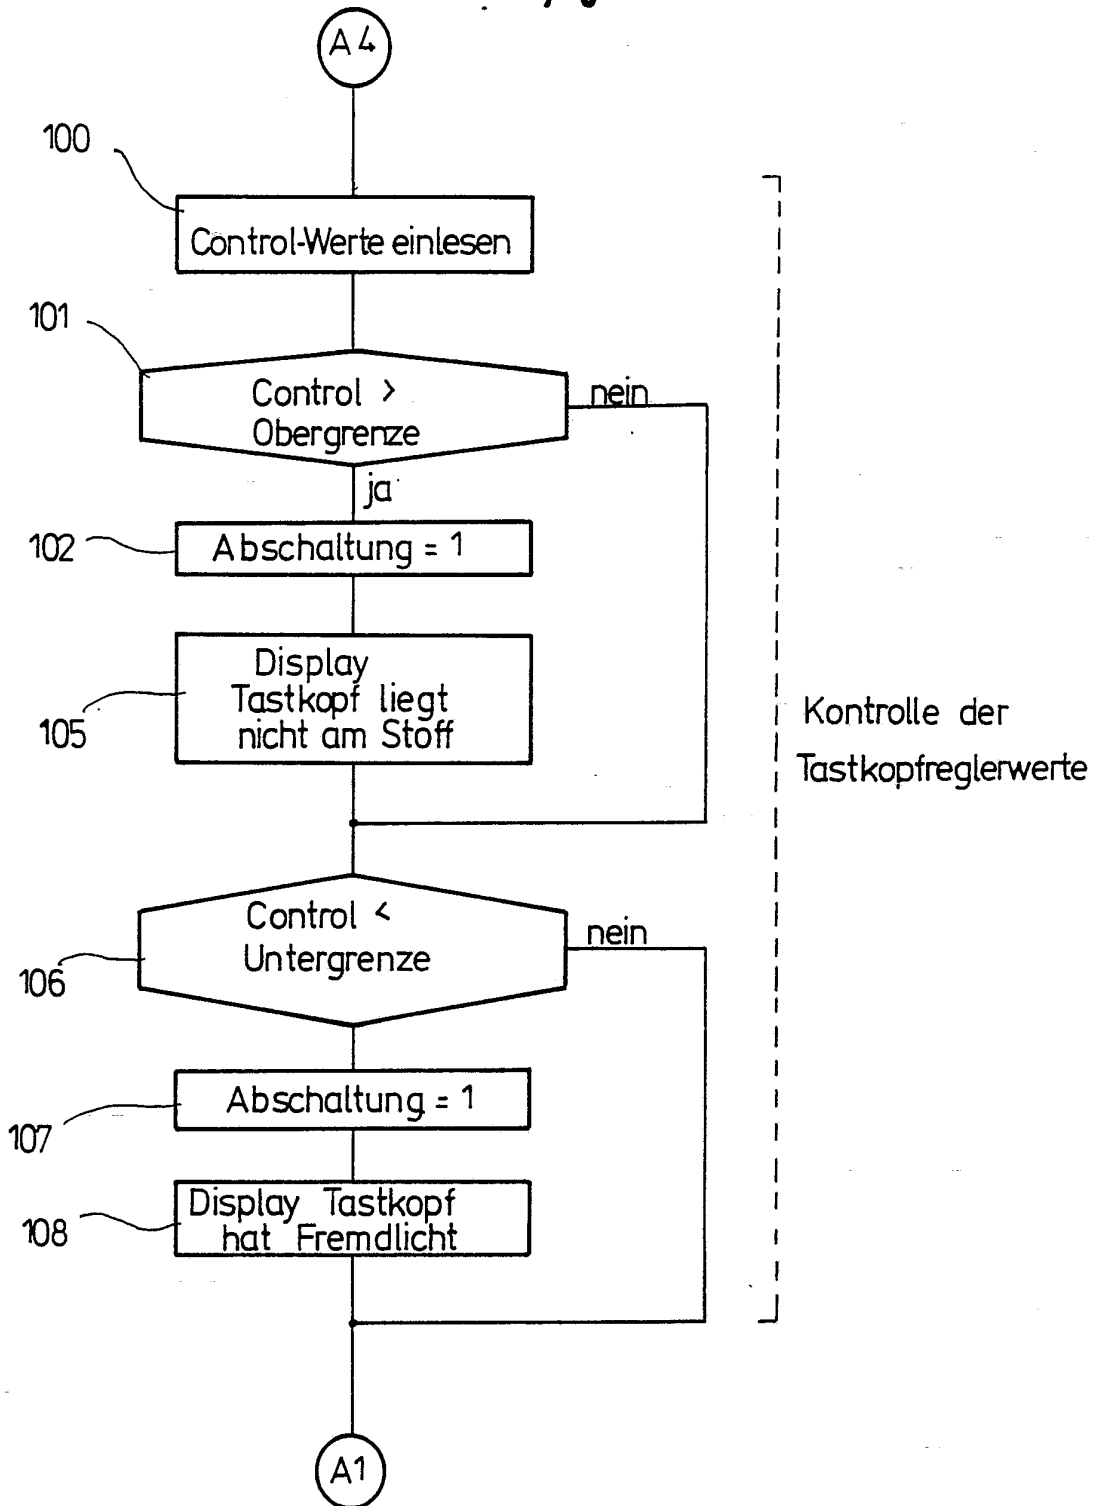 A4
100
Control-Werte einlesen
101
Control >
Obergrenze
nein
ja
102
Abschaltung = 1
105
Display
Tastkopf liegt
nicht am Stoff
Kontrolle der
Tastkopfreglerwerte
106
Control <
Untergrenze
nein
107
Abschaltung = 1
108
Display Tastkopf
hat Fremdlicht
A1